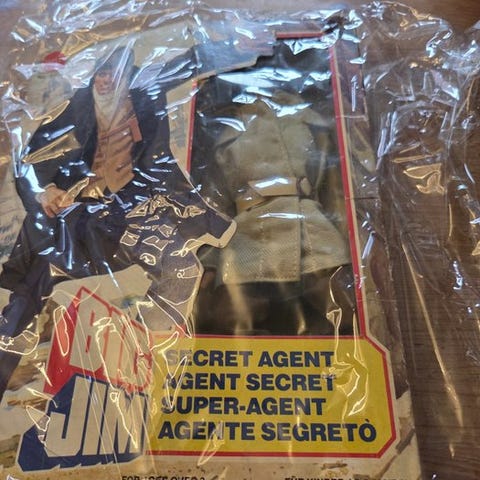 BIG
JIM
SECRET AGENT
AGENT SECRET
SUPER-AGENT
AGENTE SEGRETÒ